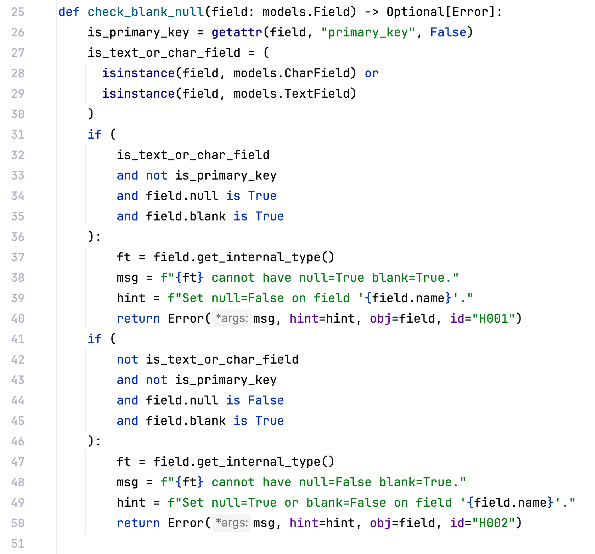 25 def check_blank_null(field: models.Field) -> Optional[Error]:
26     is_primary_key = getattr(field, "primary_key", False)
27     is_text_or_char_field = (
28       isinstance(field, models.CharField) or
29       isinstance(field, models.TextField)
30     )
31     if (
32         is_text_or_char_field
33         and not is_primary_key
34         and field.null is True
35         and field.blank is True
36     ):
37         ft = field.get_internal_type()
38         msg = f"{ft} cannot have null=True blank=True."
39         hint = f"Set null=False on field '{field.name}'."
40         return Error( *args: msg, hint=hint, obj=field, id="H001")
41     if (
42         not is_text_or_char_field
43         and not is_primary_key
44         and field.null is False
45         and field.blank is True
46     ):
47         ft = field.get_internal_type()
48         msg = f"{ft} cannot have null=False blank=True."
49         hint = f"Set null=True or blank=False on field '{field.name}'."
50         return Error( *args: msg, hint=hint, obj=field, id="H002")
51